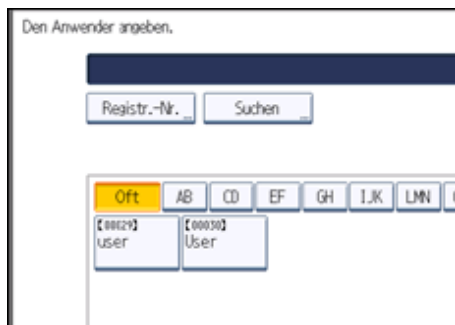 Den Anwender angeben.
Registr.-Nr. Suchen
Oft AB CD EF GH IJK LMN
【00029】 【00030】
user User